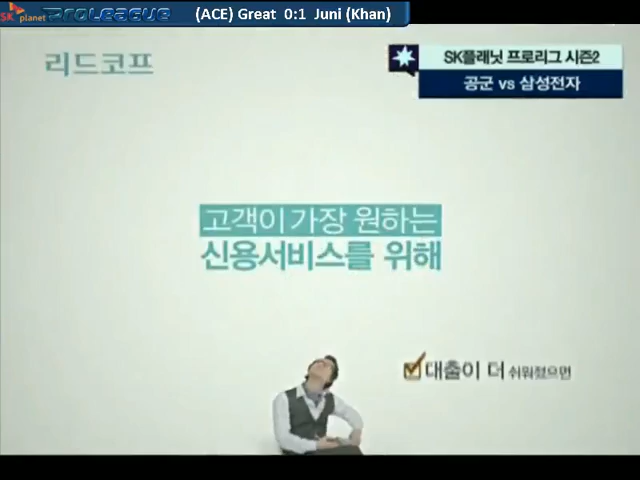 SK planet PROLEAGUE (ACE) Great 0:1 Juni (Khan)
리드코프
SK플래닛 프로리그 시즌2
공군 vs 삼성전자
고객이 가장 원하는
신용서비스를 위해
대출이 더 쉬워졌으면